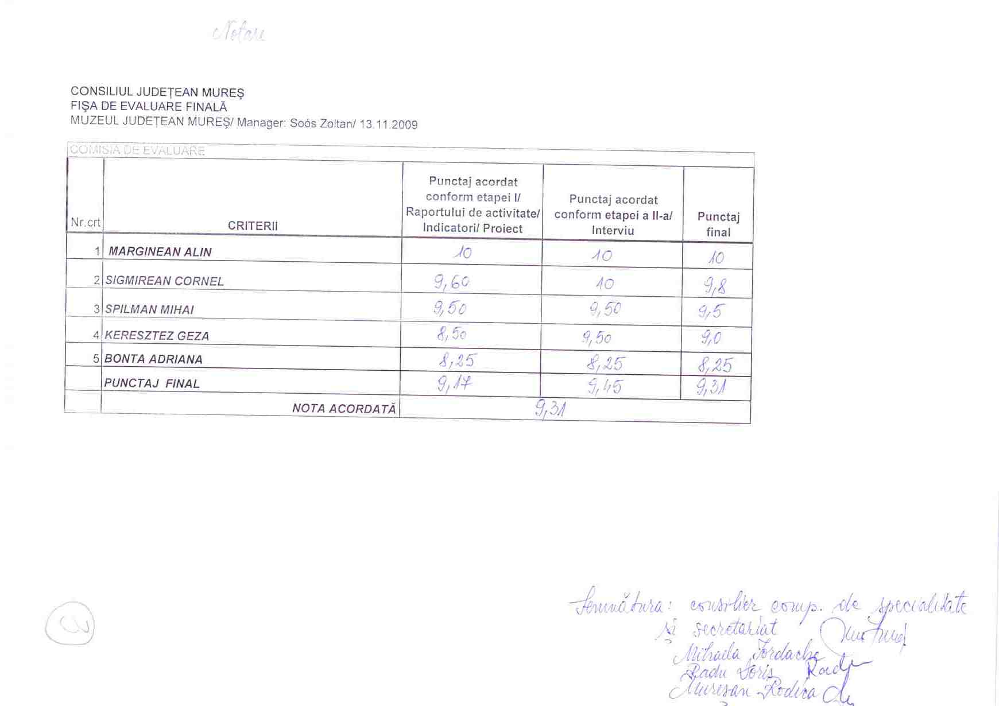 Notare
CONSILIUL JUDEȚEAN MUREŞ
FIŞA DE EVALUARE FINALĂ
MUZEUL JUDEȚEAN MUREŞ/ Manager: Soós Zoltan/ 13.11.2009
COMISIA DE EVALUARE
Nr.crt CRITERII Punctaj acordat conform etapei I/ Raportului de activitate/ Indicatori/ Proiect Punctaj acordat conform etapei a II-a/ Interviu Punctaj final
1 MARGINEAN ALIN 10 10 10
2 SIGMIREAN CORNEL 9,60 10 9,8
3 SPILMAN MIHAI 9,50 9,50 9,5
4 KERESZTEZ GEZA 8,50 9,50 9,0
5 BONTA ADRIANA 8,25 8,25 8,25
PUNCTAJ FINAL 9,17 9,45 9,31
NOTA ACORDATĂ 9,31
Semnătura: consilier comp. de specialitate
și secretariat
Mihaela Iordache
Radu Doris
Muresan Rodica